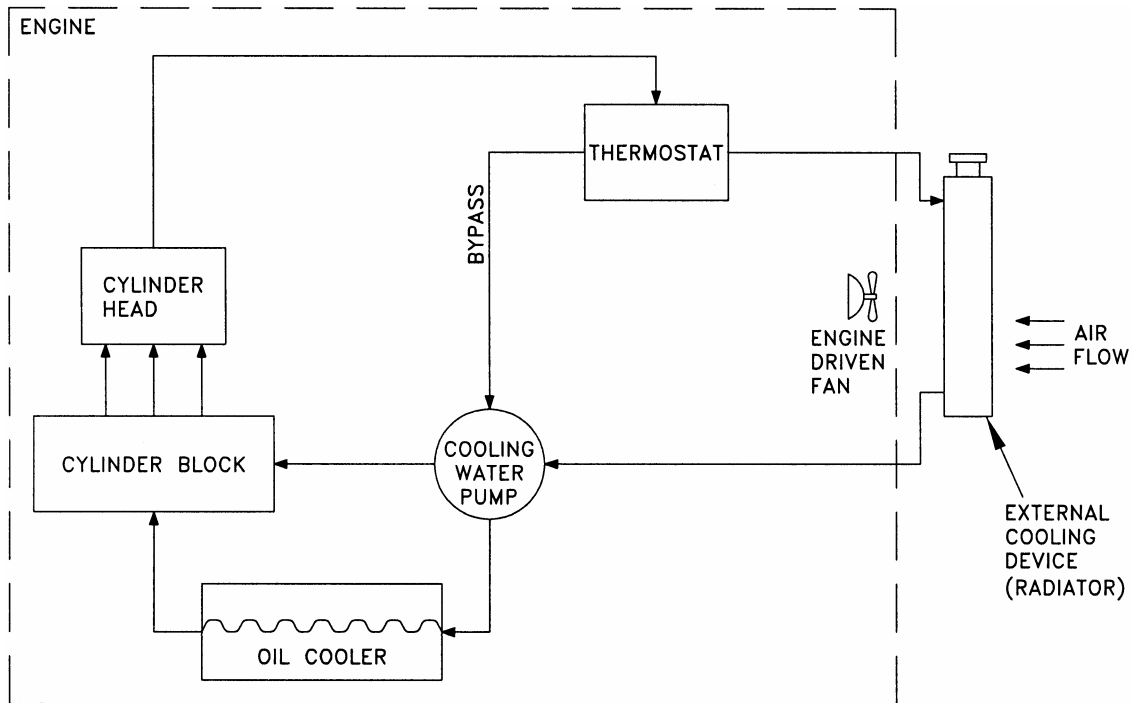 ENGINE
THERMOSTAT
BYPASS
CYLINDER
HEAD
ENGINE
DRIVEN
FAN
AIR
FLOW
CYLINDER BLOCK
COOLING
WATER
PUMP
EXTERNAL
COOLING
DEVICE
(RADIATOR)
OIL COOLER